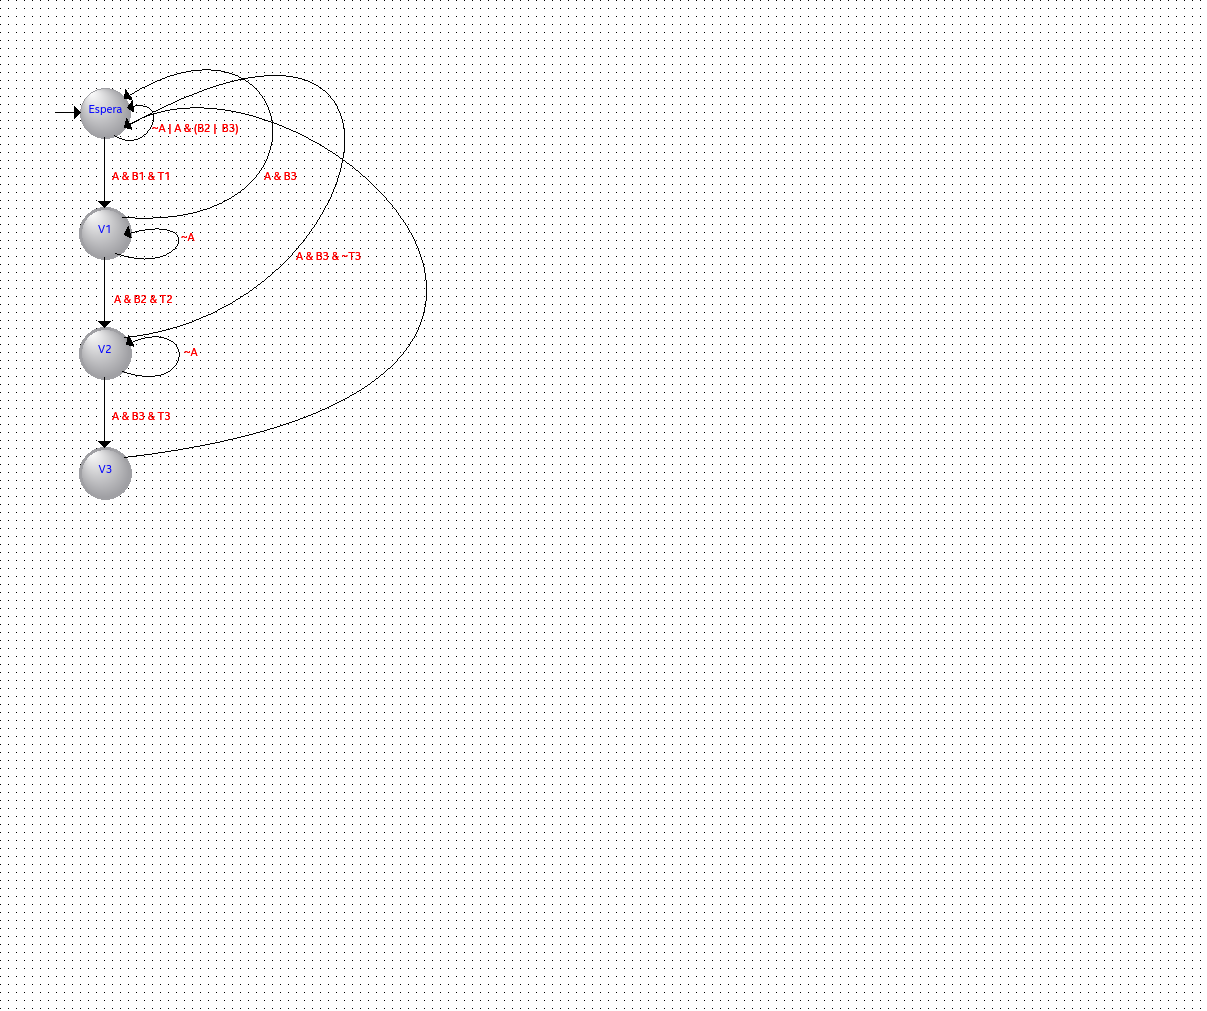 Espera
~A | A & (B2 |  B3)
A & B1 & T1
A & B3
V1
~A
A & B3 & ~T3
A & B2 & T2
V2
~A
A & B3 & T3
V3